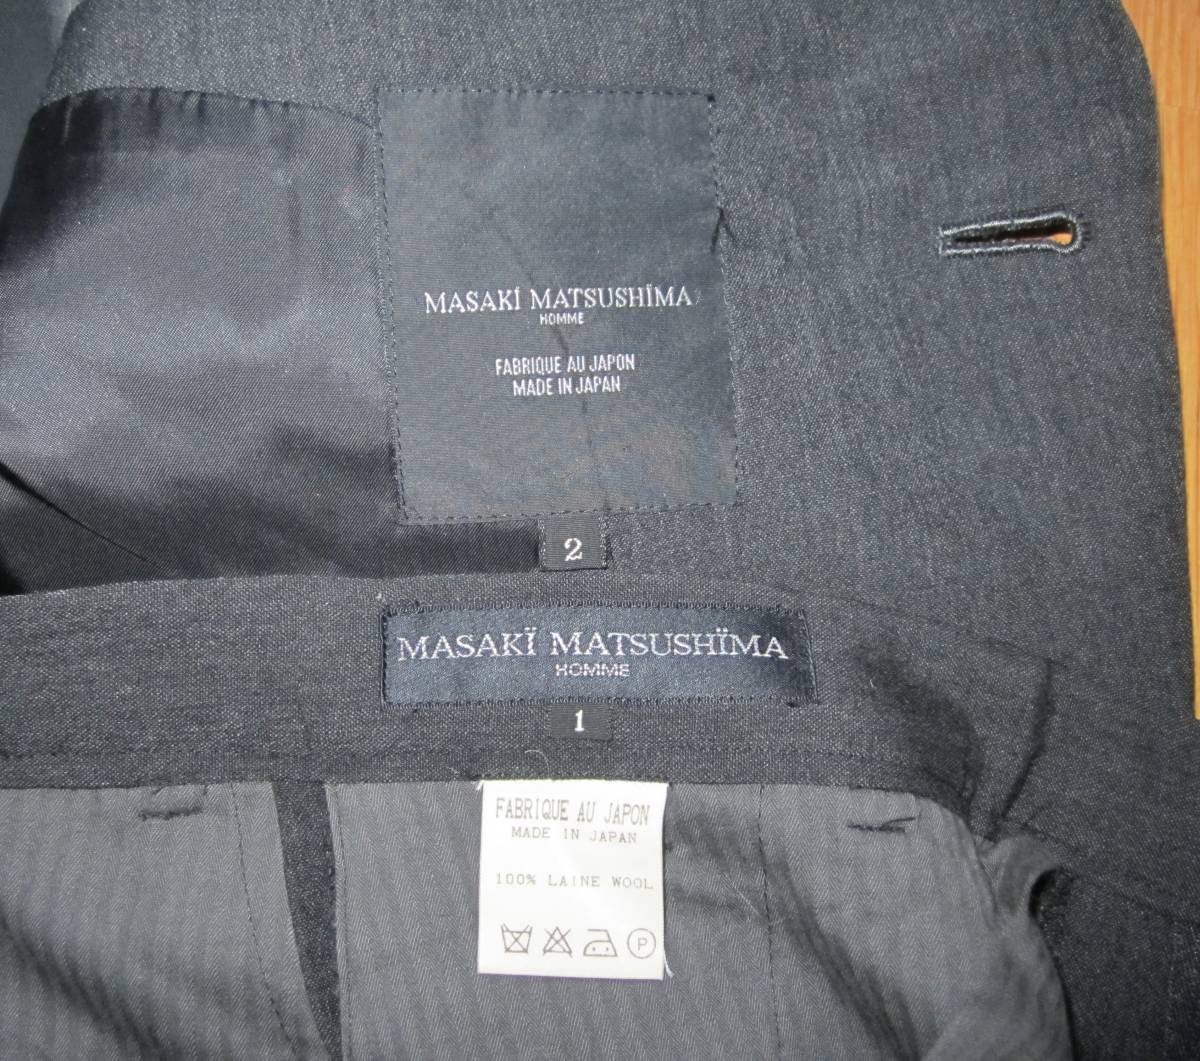 MASAKÏ MATSUSHÏMA
HOMME
FABRIQUE AU JAPON
MADE IN JAPAN
2
MASAKÏ MATSUSHÏMA
HOMME
1
FABRIQUE AU JAPON
MADE IN JAPAN
100% LAINE WOOL
P